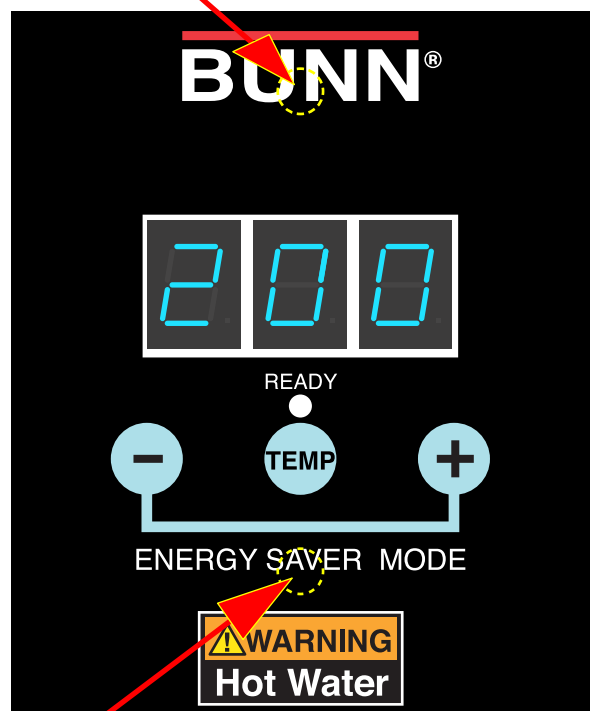 BUNN®
200
READY
− TEMP +
ENERGY SAVER MODE
WARNING
Hot Water